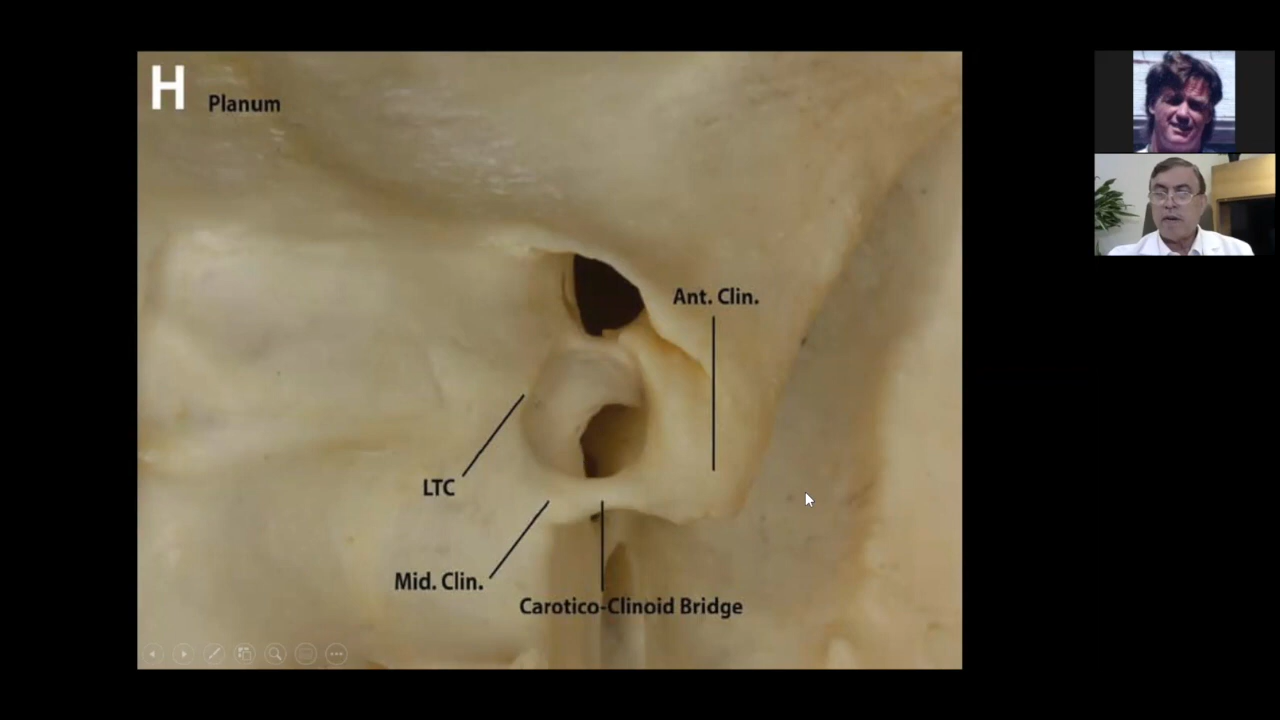 H
Planum
Ant. Clin.
LTC
Mid. Clin.
Carotico-Clinoid Bridge